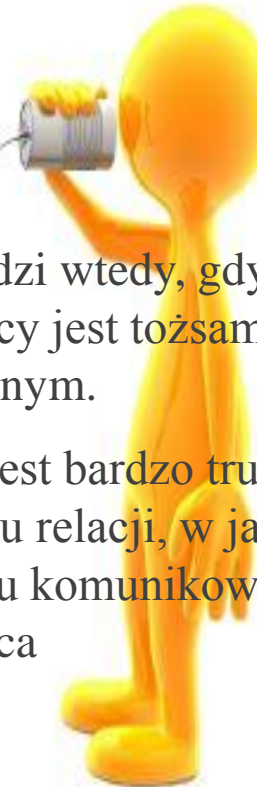 dzi wtedy, gdy
cy jest tożsam
nym.
est bardzo tru
u relacji, w ja
u komunikow
ca